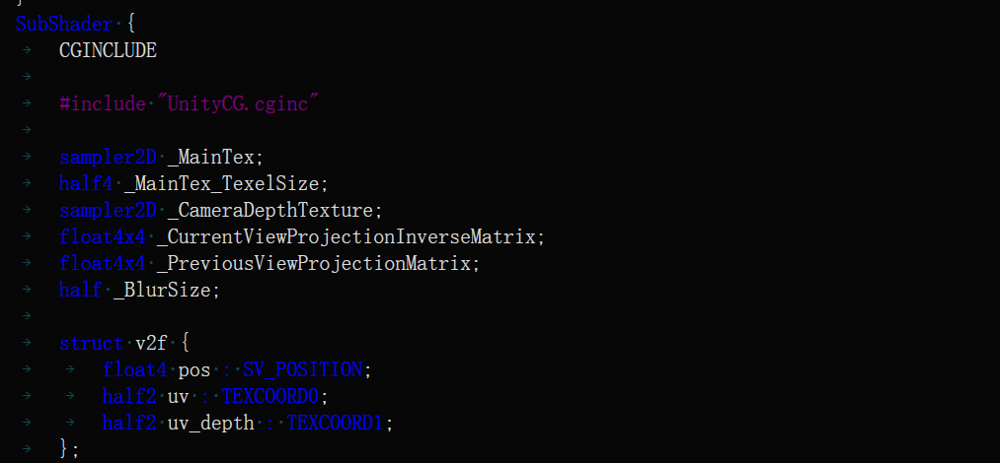 }
SubShader {
CGINCLUDE
#include "UnityCG.cginc"
sampler2D _MainTex;
half4 _MainTex_TexelSize;
sampler2D _CameraDepthTexture;
float4x4 _CurrentViewProjectionInverseMatrix;
float4x4 _PreviousViewProjectionMatrix;
half _BlurSize;
struct v2f {
float4 pos : SV_POSITION;
half2 uv : TEXCOORD0;
half2 uv_depth : TEXCOORD1;
};